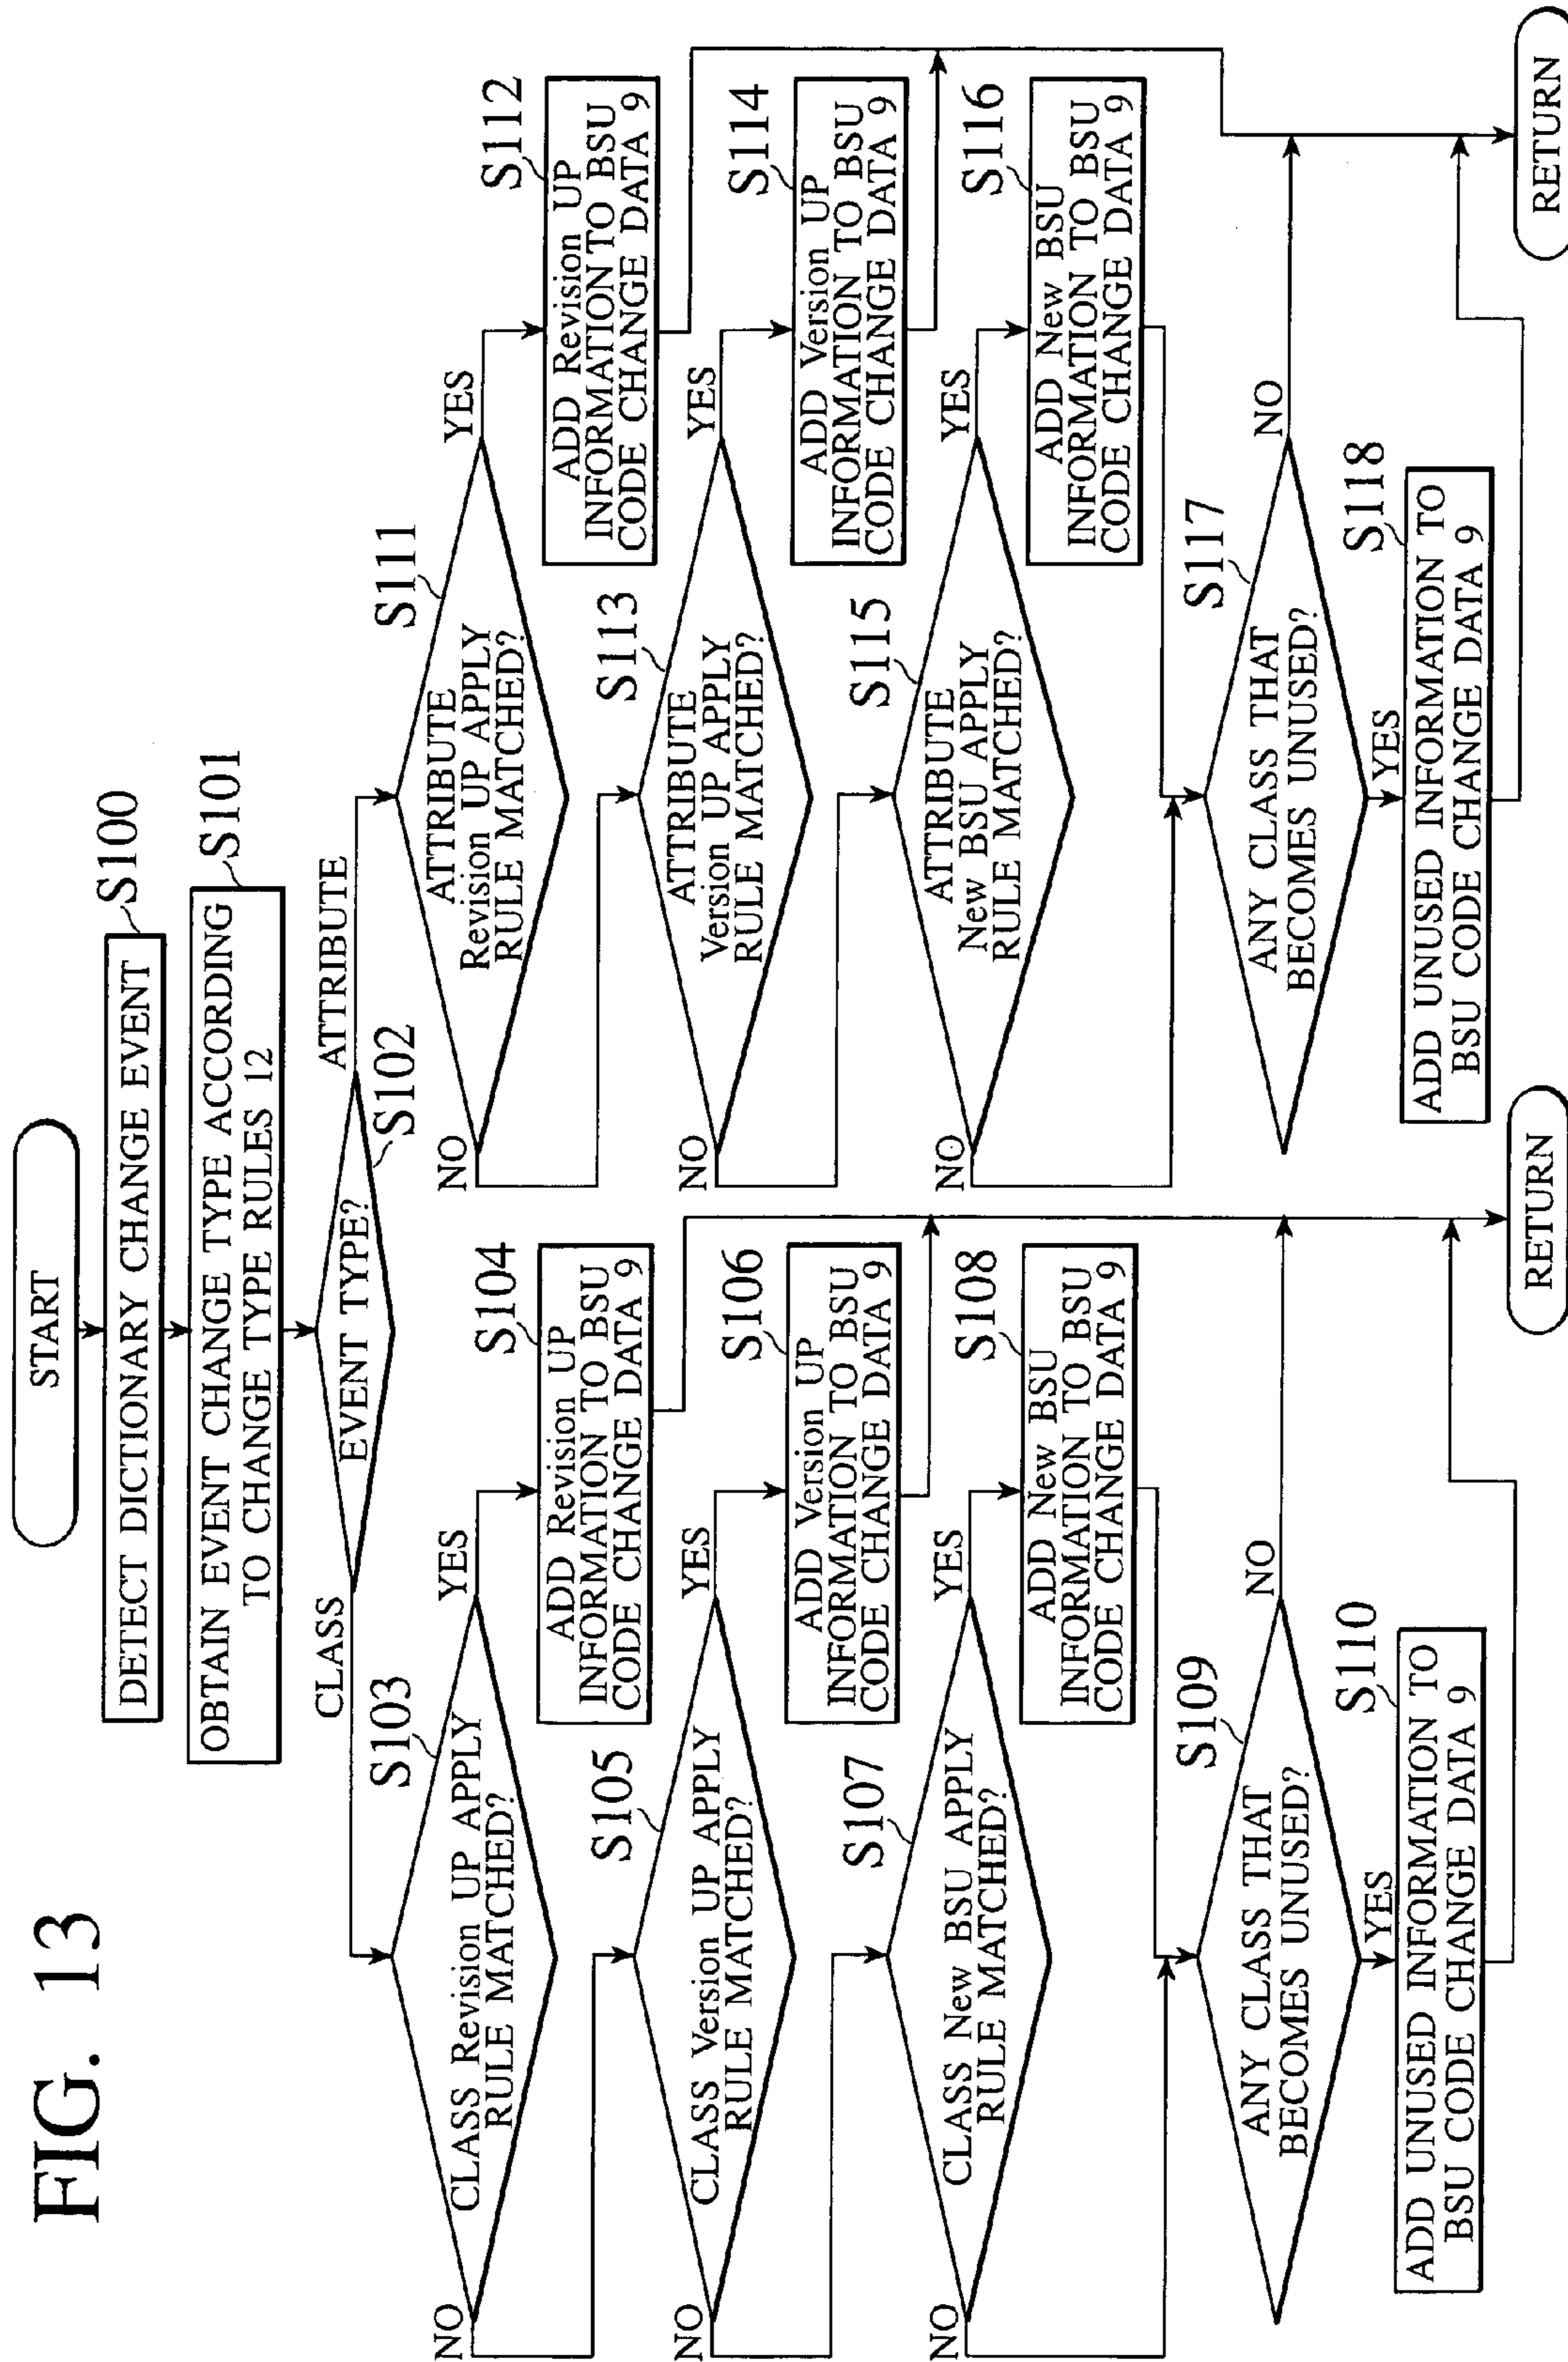 FIG. 13
START
DETECT DICTIONARY CHANGE EVENT
S100
OBTAIN EVENT CHANGE TYPE ACCORDING
TO CHANGE TYPE RULES 12
S101
EVENT TYPE?
S102
CLASS
ATTRIBUTE
CLASS Revision UP APPLY
RULE MATCHED?
S103
YES
NO
ADD Revision UP
INFORMATION TO BSU
CODE CHANGE DATA 9
S104
CLASS Version UP APPLY
RULE MATCHED?
S105
YES
NO
ADD Version UP
INFORMATION TO BSU
CODE CHANGE DATA 9
S106
CLASS New BSU APPLY
RULE MATCHED?
S107
YES
NO
ADD New BSU
INFORMATION TO BSU
CODE CHANGE DATA 9
S108
ANY CLASS THAT
BECOMES UNUSED?
S109
NO
YES
ADD UNUSED INFORMATION TO
BSU CODE CHANGE DATA 9
S110
RETURN
ATTRIBUTE
Revision UP APPLY
RULE MATCHED?
S111
YES
NO
ADD Revision UP
INFORMATION TO BSU
CODE CHANGE DATA 9
S112
ATTRIBUTE
Version UP APPLY
RULE MATCHED?
S113
YES
NO
ADD Version UP
INFORMATION TO BSU
CODE CHANGE DATA 9
S114
ATTRIBUTE
New BSU APPLY
RULE MATCHED?
S115
YES
NO
ADD New BSU
INFORMATION TO BSU
CODE CHANGE DATA 9
S116
ANY CLASS THAT
BECOMES UNUSED?
S117
NO
YES
ADD UNUSED INFORMATION TO
BSU CODE CHANGE DATA 9
S118
RETURN